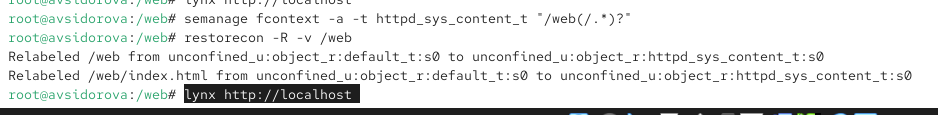 root@avsidorova:/web# lynx http://localhost
root@avsidorova:/web# semanage fcontext -a -t httpd_sys_content_t "/web(/.*)?"
root@avsidorova:/web# restorecon -R -v /web
Relabeled /web from unconfined_u:object_r:default_t:s0 to unconfined_u:object_r:httpd_sys_content_t:s0
Relabeled /web/index.html from unconfined_u:object_r:default_t:s0 to unconfined_u:object_r:httpd_sys_content_t:s0
root@avsidorova:/web# lynx http://localhost